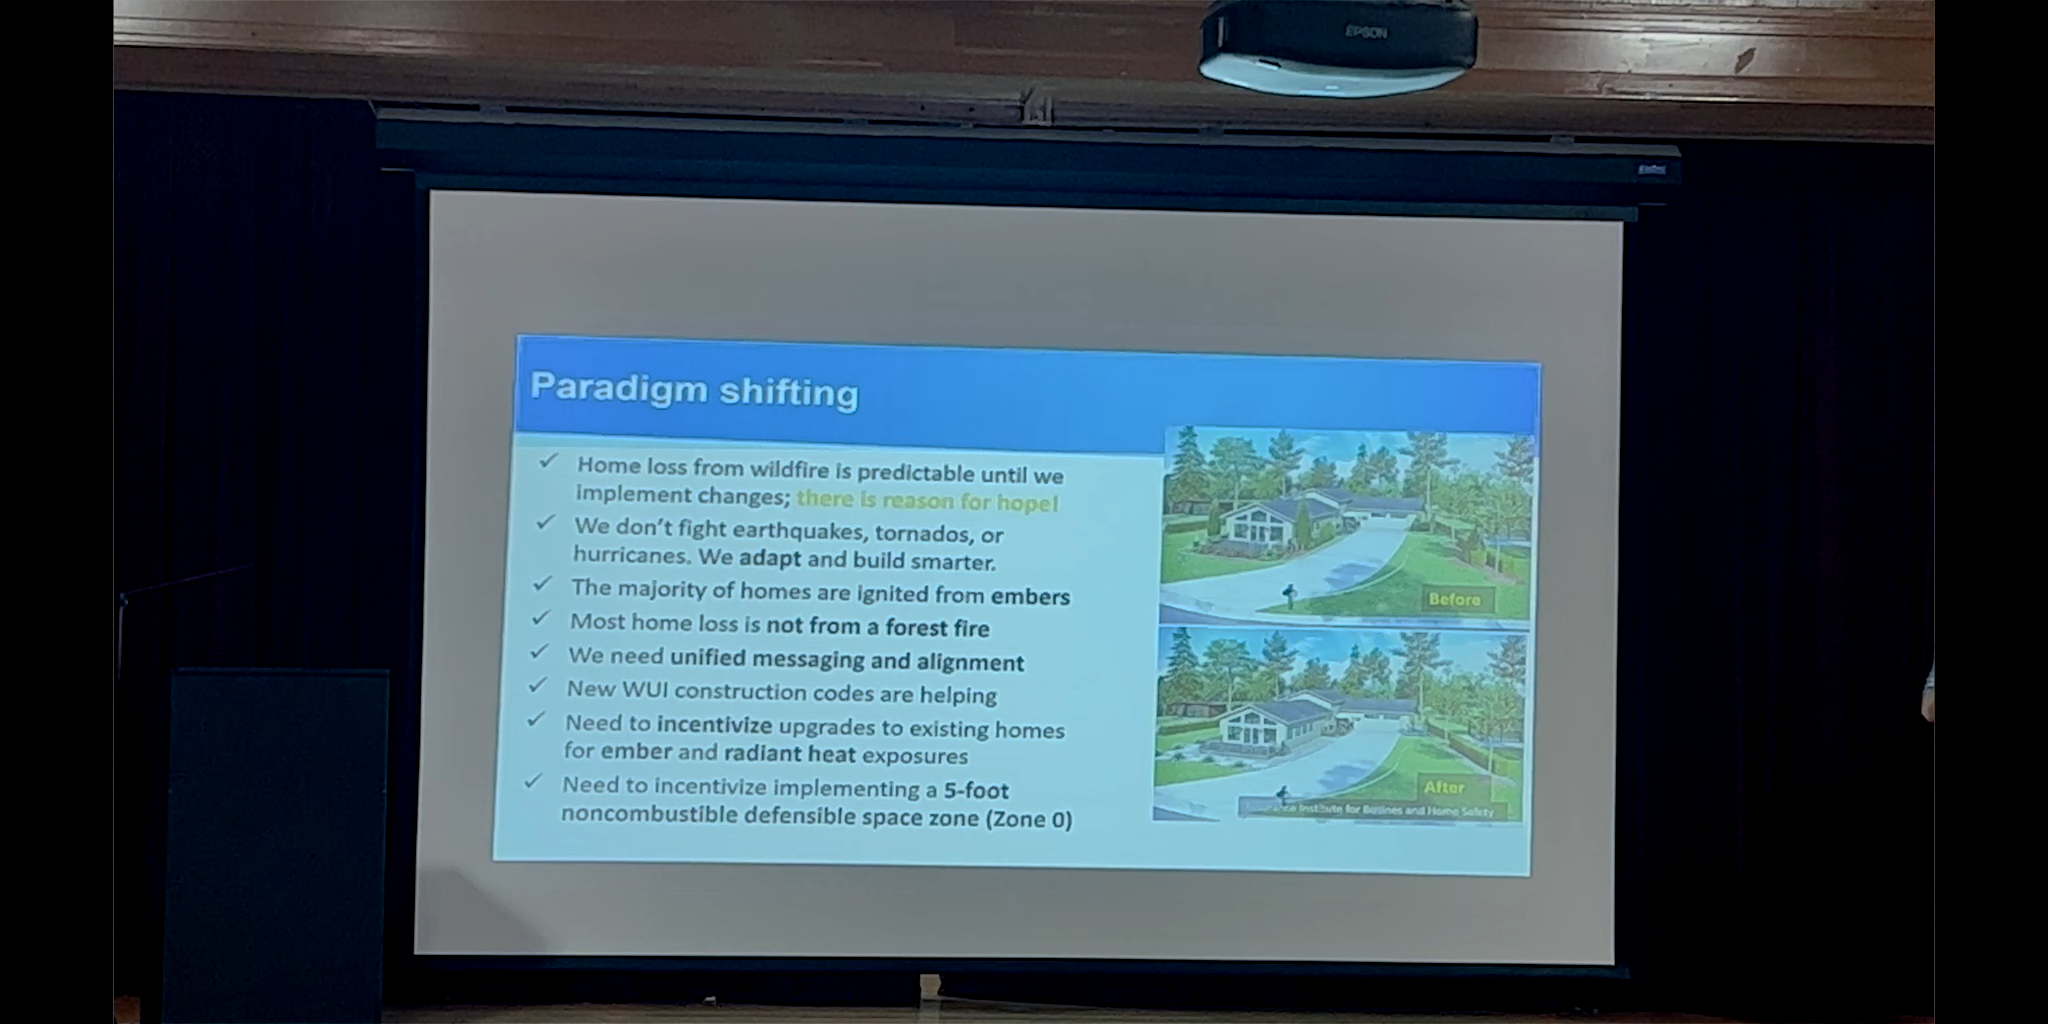 EPSON
Paradigm shifting
✓ Home loss from wildfire is predictable until we
implement changes; there is reason for hope!
✓ We don't fight earthquakes, tornados, or
hurricanes. We adapt and build smarter.
✓ The majority of homes are ignited from embers
✓ Most home loss is not from a forest fire
✓ We need unified messaging and alignment
✓ New WUI construction codes are helping
✓ Need to incentivize upgrades to existing homes
for ember and radiant heat exposures
✓ Need to incentivize implementing a 5-foot
noncombustible defensible space zone (Zone 0)
Before
After
Institute for Busines and Home Safety